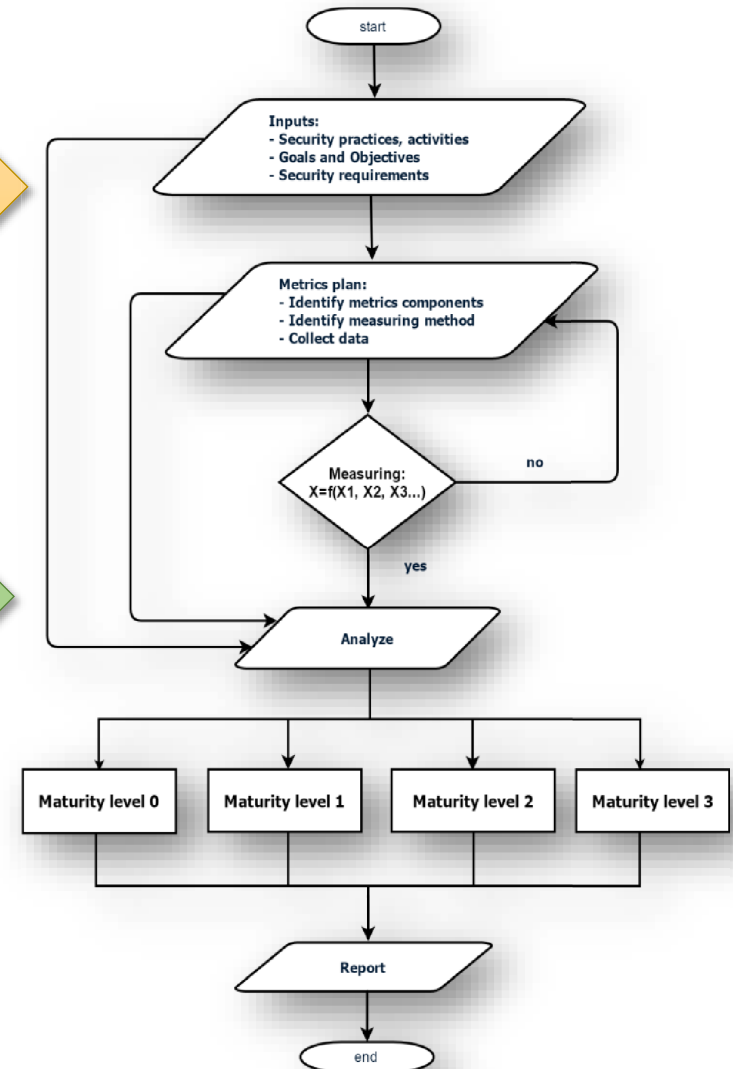 start
Inputs:
- Security practices, activities
- Goals and Objectives
- Security requirements
Metrics plan:
- Identify metrics components
- Identify measuring method
- Collect data
Measuring:
X=f(X1, X2, X3...)
no
yes
Analyze
Maturity level 0
Maturity level 1
Maturity level 2
Maturity level 3
Report
end